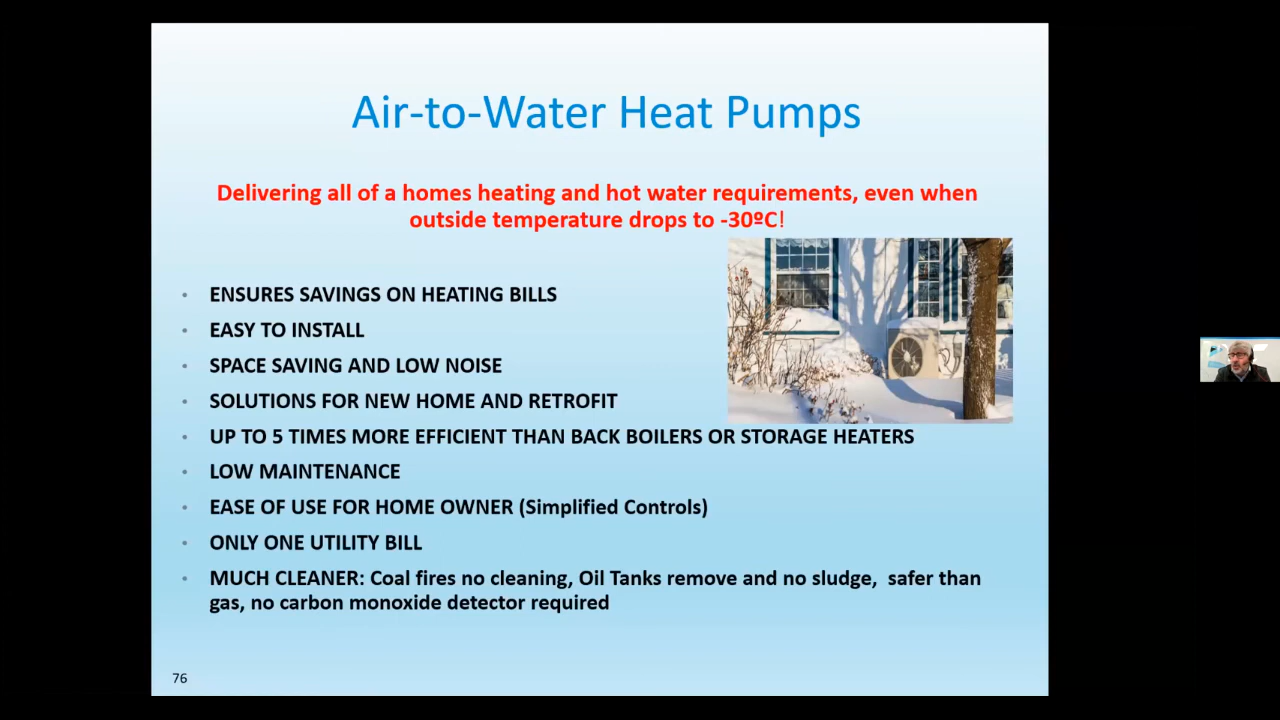 Air-to-Water Heat Pumps
Delivering all of a homes heating and hot water requirements, even when
outside temperature drops to -30ºC!
• ENSURES SAVINGS ON HEATING BILLS
• EASY TO INSTALL
• SPACE SAVING AND LOW NOISE
• SOLUTIONS FOR NEW HOME AND RETROFIT
• UP TO 5 TIMES MORE EFFICIENT THAN BACK BOILERS OR STORAGE HEATERS
• LOW MAINTENANCE
• EASE OF USE FOR HOME OWNER (Simplified Controls)
• ONLY ONE UTILITY BILL
• MUCH CLEANER: Coal fires no cleaning, Oil Tanks remove and no sludge, safer than
gas, no carbon monoxide detector required
76